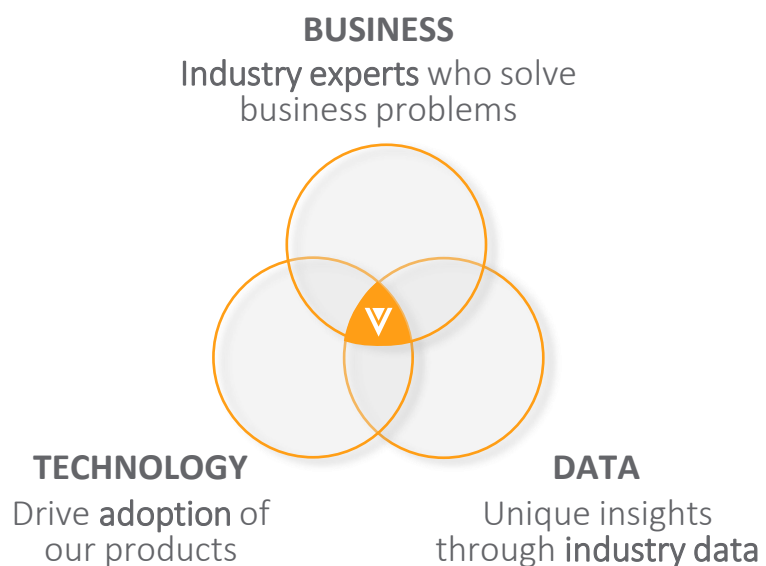 BUSINESS
Industry experts who solve
business problems
TECHNOLOGY
Drive adoption of
our products
DATA
Unique insights
through industry data